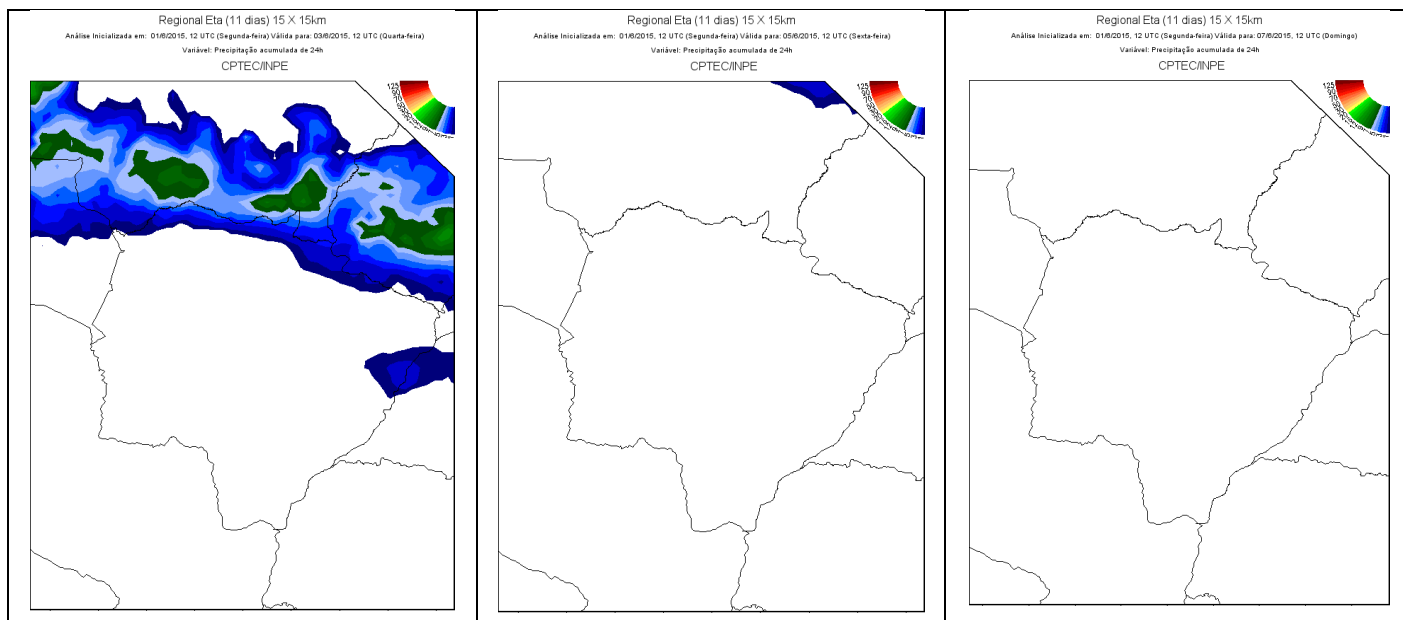 Regional Eta (11 dias) 15 X 15km
Análise Inicializada em: 01/6/2015, 12 UTC (Segunda-feira) Válida para: 03/6/2015, 12 UTC (Quarta-feira)
Variável: Precipitação acumulada de 24h
CPTEC/INPE
Regional Eta (11 dias) 15 X 15km
Análise Inicializada em: 01/6/2015, 12 UTC (Segunda-feira) Válida para: 05/6/2015, 12 UTC (Sexta-feira)
Variável: Precipitação acumulada de 24h
CPTEC/INPE
Regional Eta (11 dias) 15 X 15km
Análise Inicializada em: 01/6/2015, 12 UTC (Segunda-feira) Válida para: 07/6/2015, 12 UTC (Domingo)
Variável: Precipitação acumulada de 24h
CPTEC/INPE